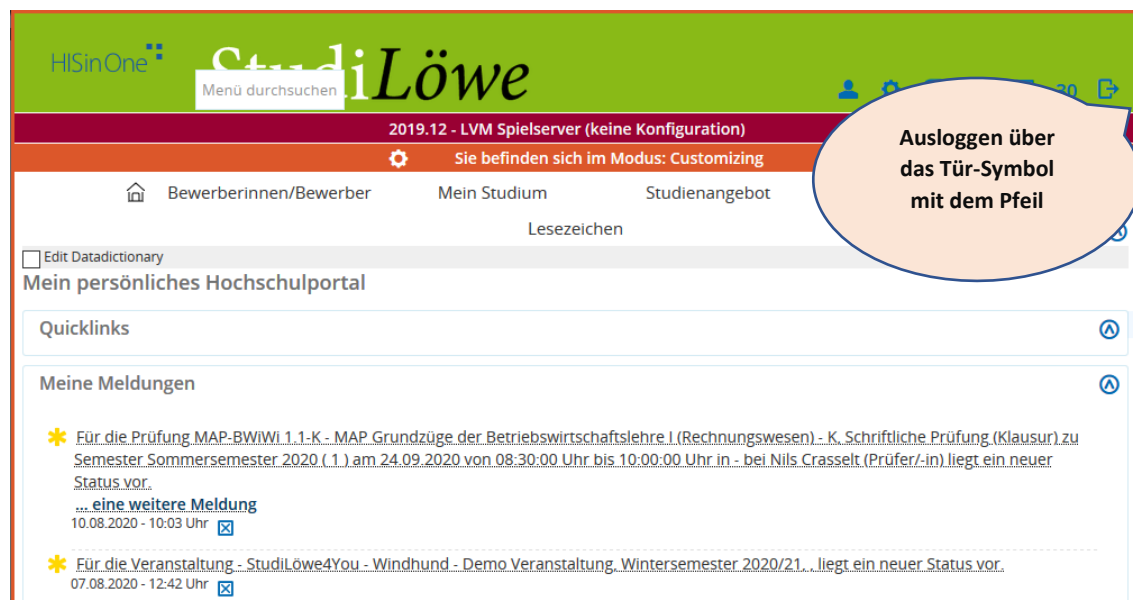 HISinOne
StudiLöwe
Menü durchsuchen
30
2019.12 - LVM Spielserver (keine Konfiguration)
Sie befinden sich im Modus: Customizing
Ausloggen über
das Tür-Symbol
mit dem Pfeil
Bewerberinnen/Bewerber Mein Studium Studienangebot
Lesezeichen
Edit Datadictionary
Mein persönliches Hochschulportal
Quicklinks
Meine Meldungen
Für die Prüfung MAP-BWiWi 1.1-K - MAP Grundzüge der Betriebswirtschaftslehre I (Rechnungswesen) - K, Schriftliche Prüfung (Klausur) zu
Semester Sommersemester 2020 ( 1 ) am 24.09.2020 von 08:30:00 Uhr bis 10:00:00 Uhr in - bei Nils Crasselt (Prüfer/-in) liegt ein neuer
Status vor.
... eine weitere Meldung
10.08.2020 - 10:03 Uhr
Für die Veranstaltung - StudiLöwe4You - Windhund - Demo Veranstaltung, Wintersemester 2020/21, , liegt ein neuer Status vor.
07.08.2020 - 12:42 Uhr